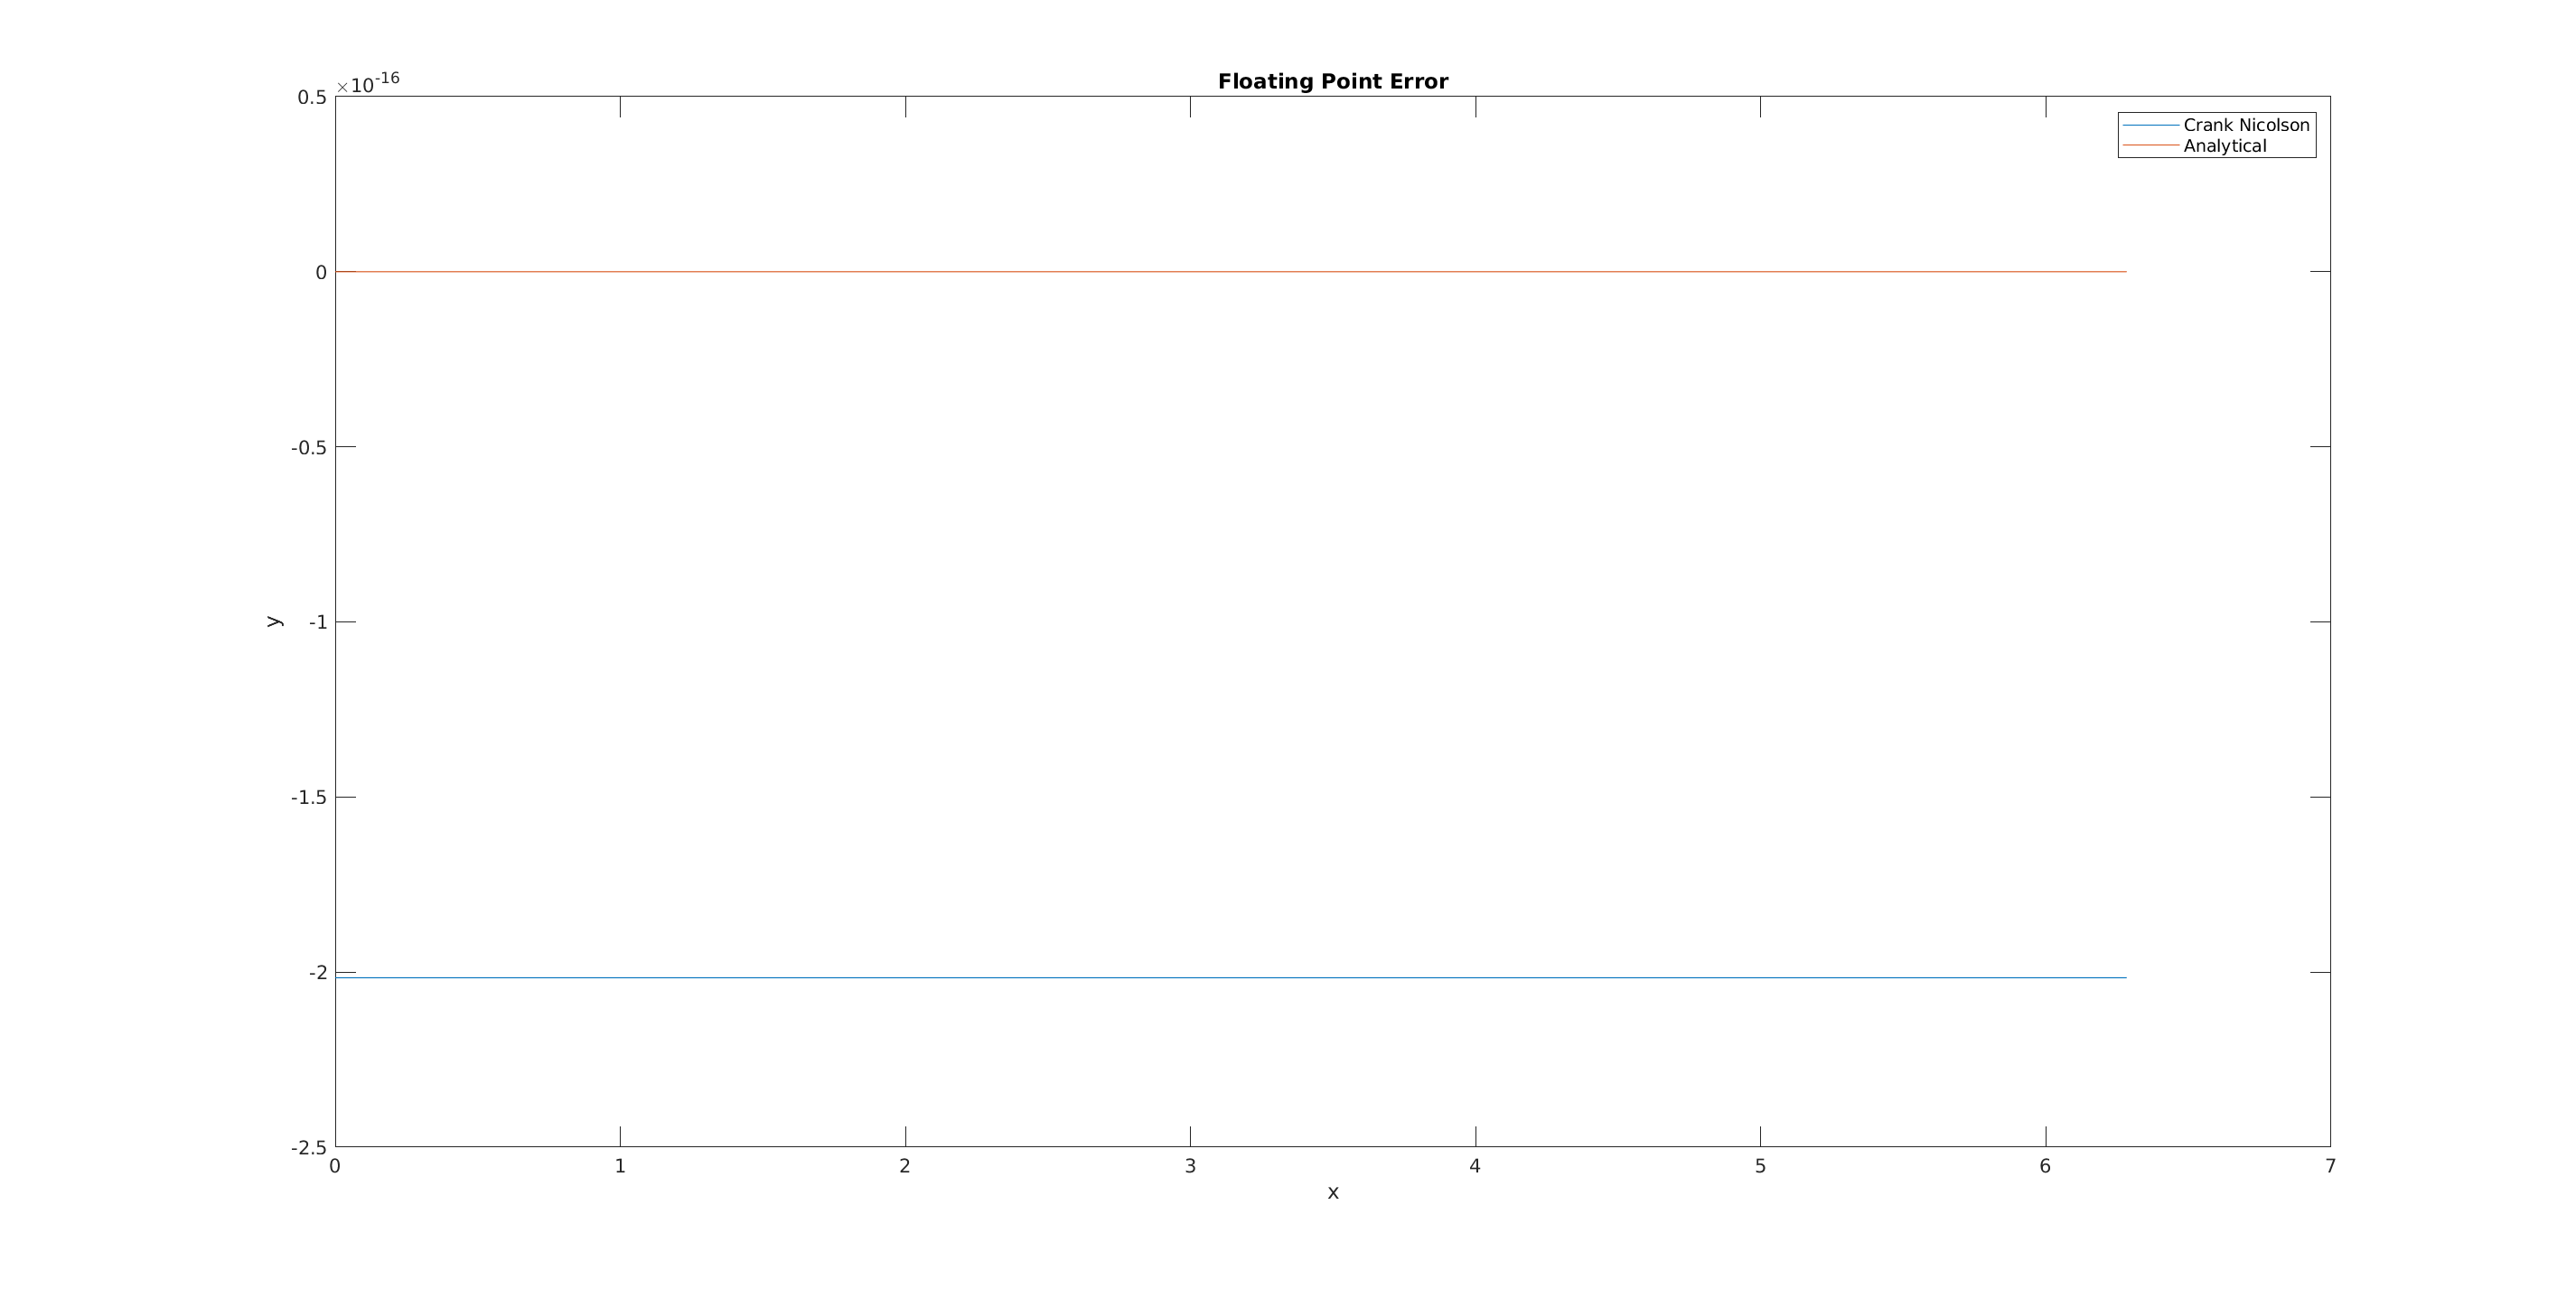 Floating Point Error
×10-16
0.5
0
-0.5
-1
-1.5
-2
-2.5
y
0 1 2 3 4 5 6 7
x
Crank Nicolson
Analytical